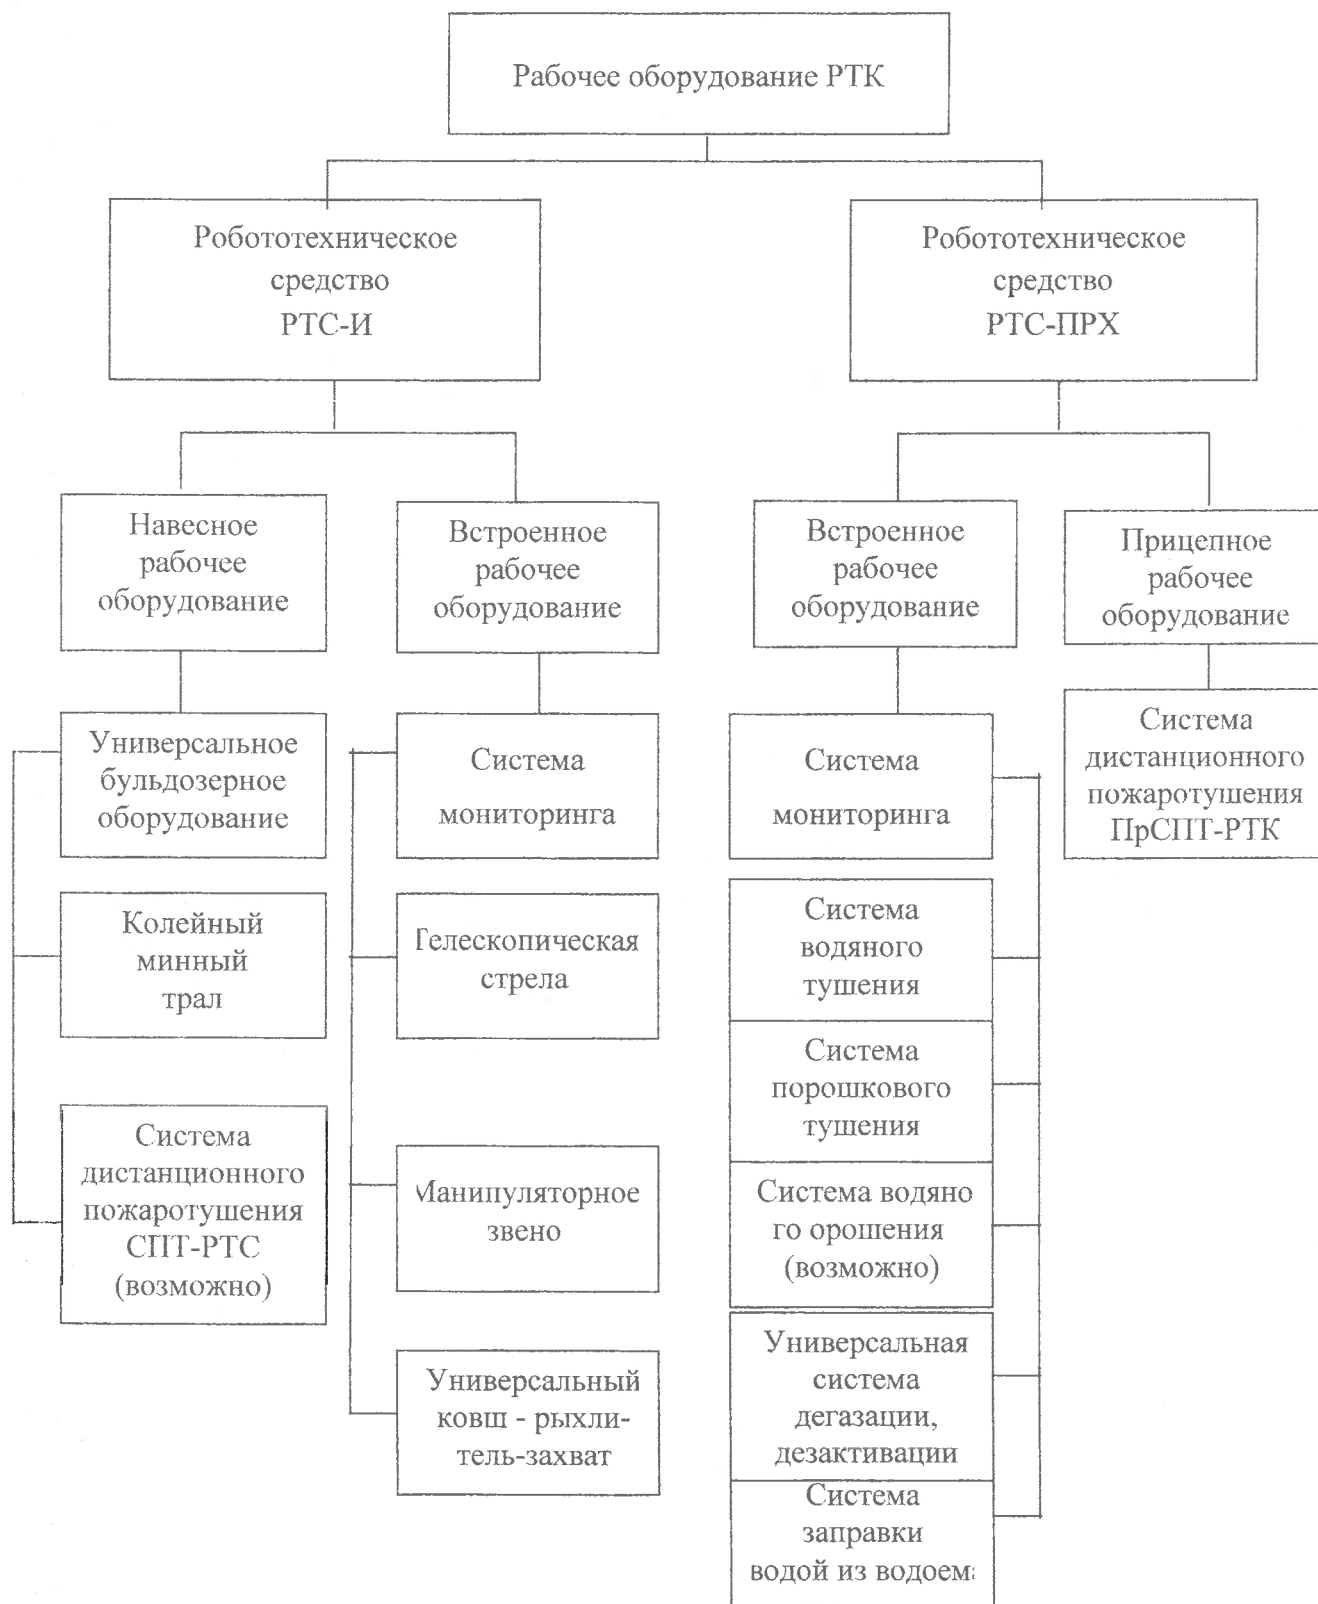 Рабочее оборудование РТК
Робототехническое
средство
РТС-И
Робототехническое
средство
РТС-ПРХ
Навесное
рабочее
оборудование
Встроенное
рабочее
оборудование
Встроенное
рабочее
оборудование
Прицепное
рабочее
оборудование
Универсальное
бульдозерное
оборудование
Система
мониторинга
Система
мониторинга
Система
дистанционного
пожаротушения
ПрСПТ-РТК
Колейный
минный
трал
Телескопическая
стрела
Система
водяного
тушения
Система
порошкового
тушения
Система
дистанционного
пожаротушения
СПТ-РТС
(возможно)
Манипуляторное
звено
Система водяно
го орошения
(возможно)
Универсальный
ковш - рыхли-
тель-захват
Универсальная
система
дегазации,
дезактивации
Система
заправки
водой из водоема